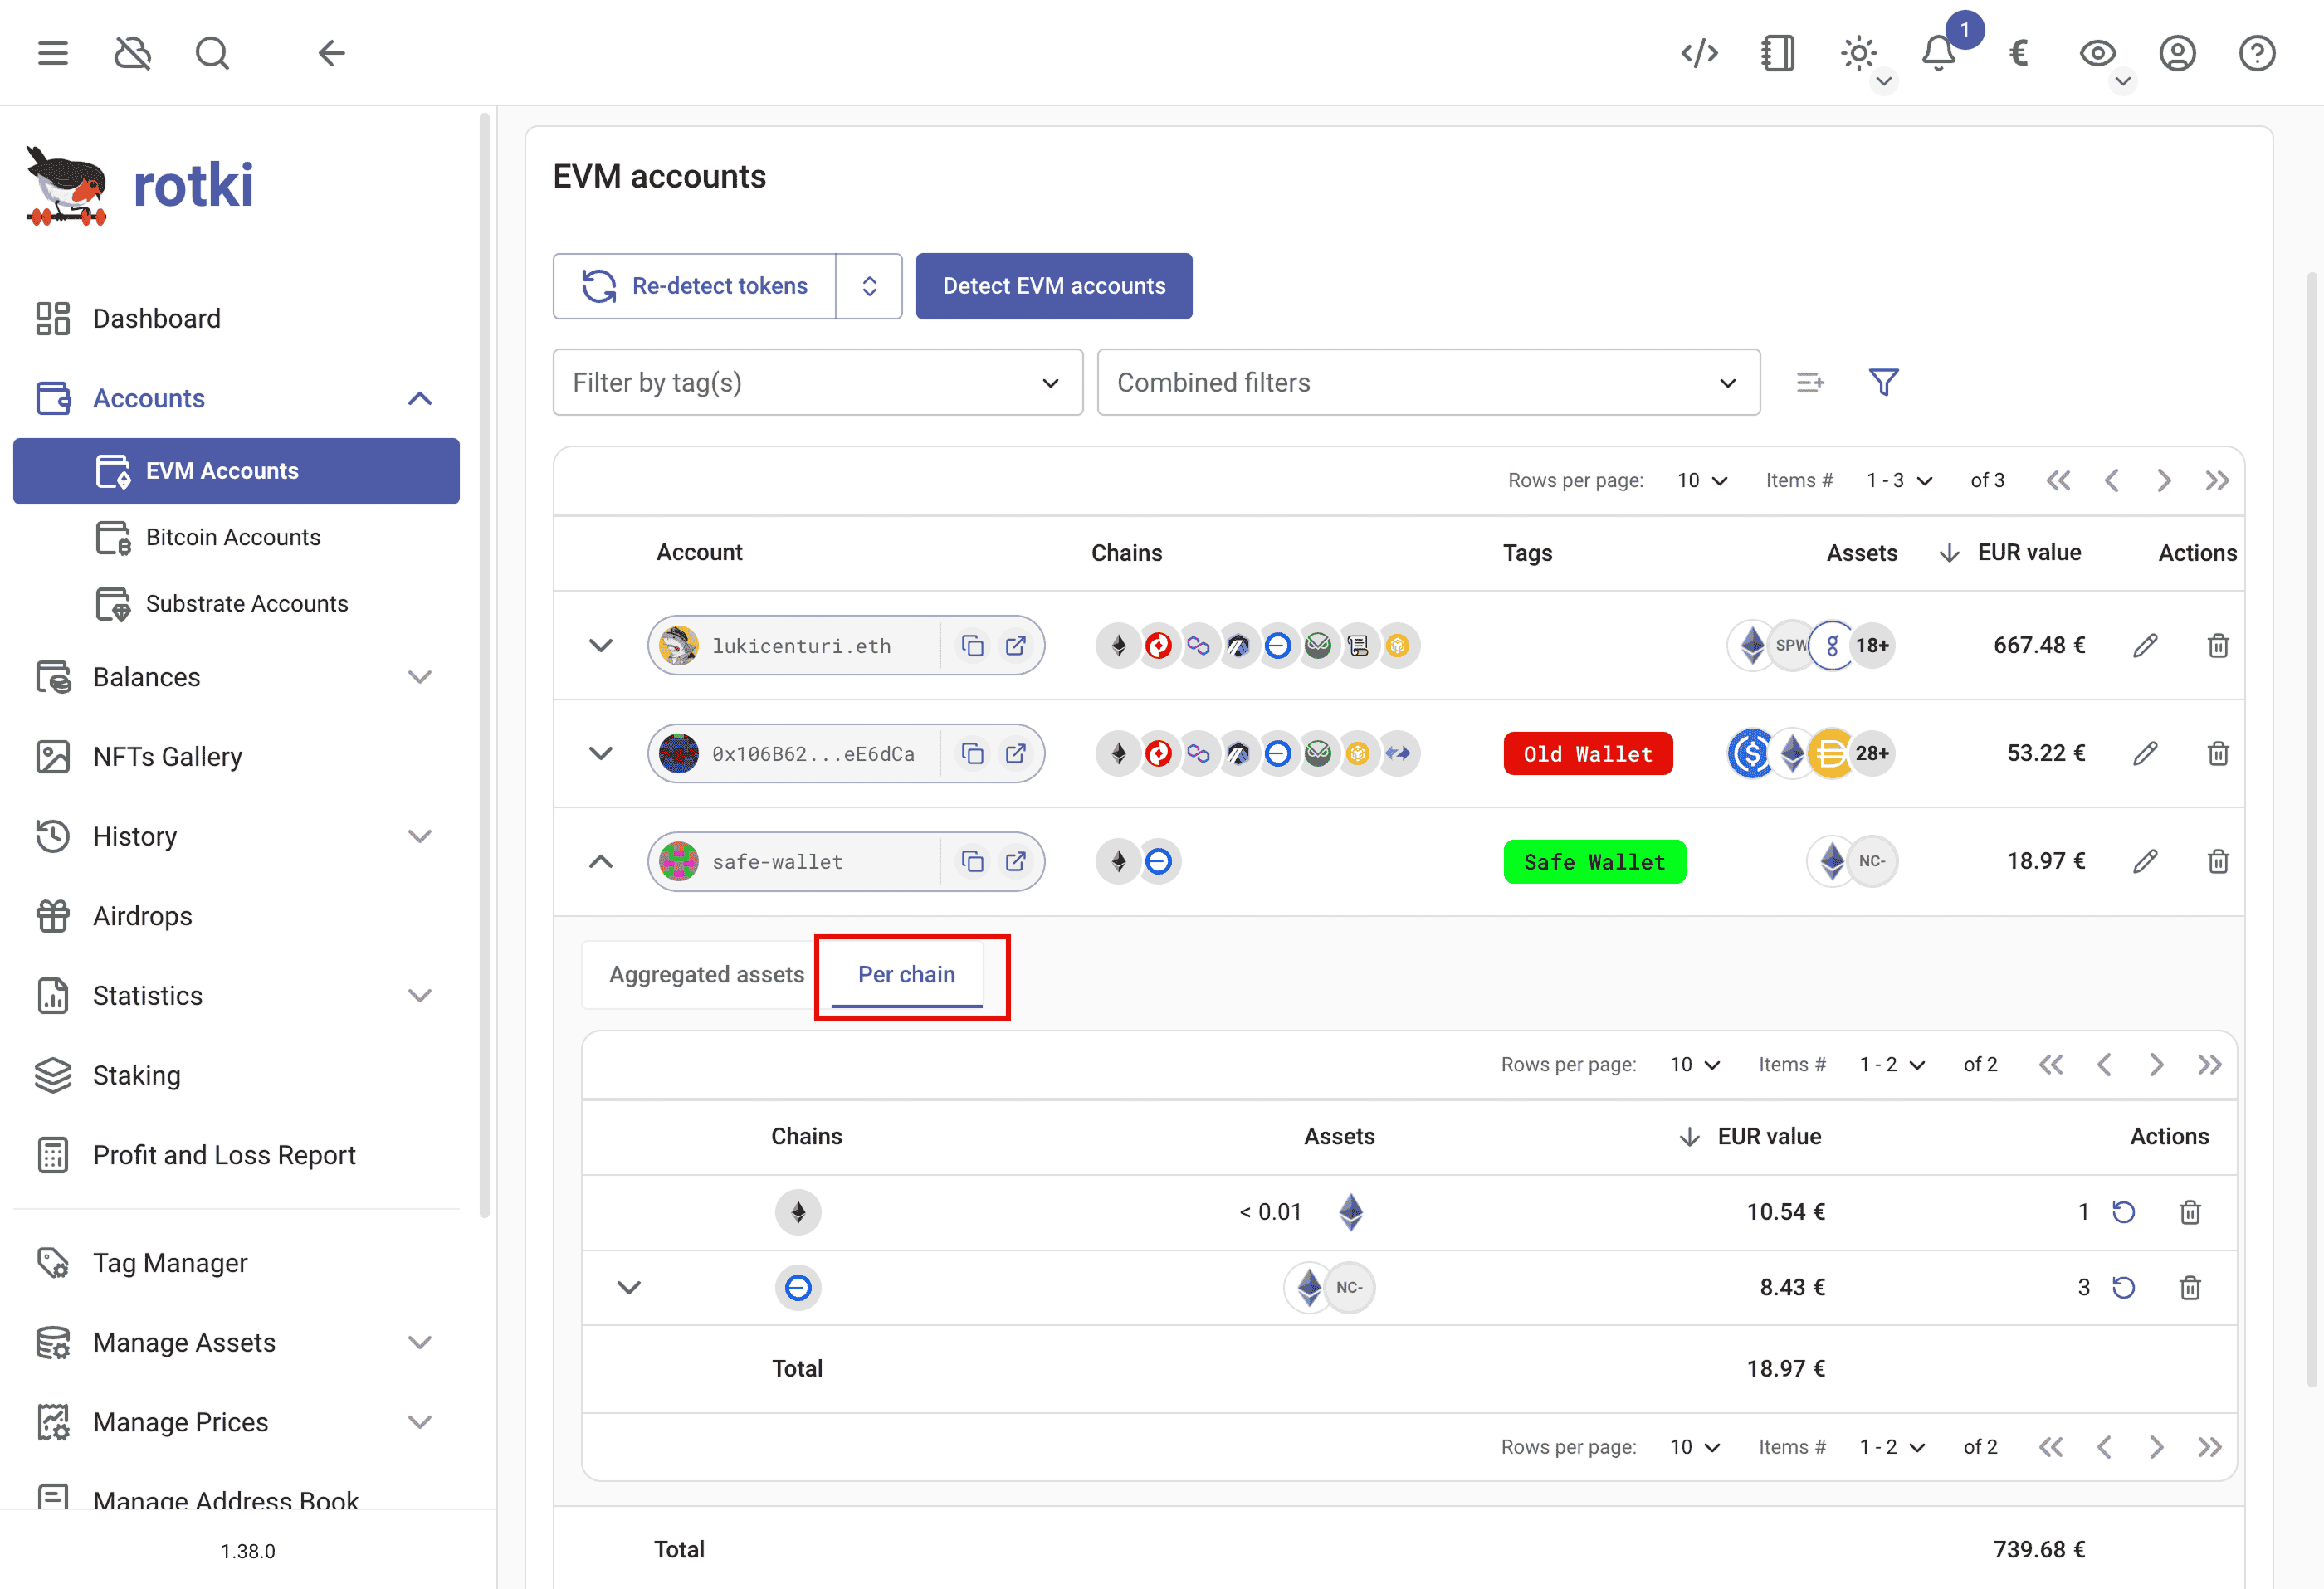 1
€
rotki
Dashboard
Accounts
EVM Accounts
Bitcoin Accounts
Substrate Accounts
Balances
NFTs Gallery
History
Airdrops
Statistics
Staking
Profit and Loss Report
Tag Manager
Manage Assets
Manage Prices
Manage Address Book
1.38.0
EVM accounts
Re-detect tokens
Detect EVM accounts
Filter by tag(s)
Combined filters
Rows per page: 10 Items # 1 - 3 of 3
Account Chains Tags Assets EUR value Actions
lukicenturi.eth SPW 18+ 667.48 €
0x106B62...eE6dCa Old Wallet 28+ 53.22 €
safe-wallet Safe Wallet NC- 18.97 €
Aggregated assets Per chain
Rows per page: 10 Items # 1 - 2 of 2
Chains Assets EUR value Actions
< 0.01 10.54 € 1
NC- 8.43 € 3
Total 18.97 €
Rows per page: 10 Items # 1 - 2 of 2
Total 739.68 €